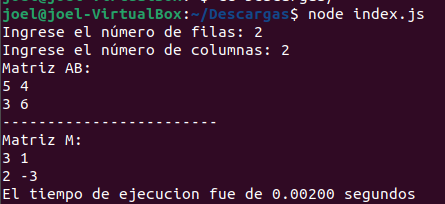 joel@joel-VirtualBox:~/Descargas$ node index.js
Ingrese el número de filas: 2
Ingrese el número de columnas: 2
Matriz AB:
5 4
3 6
------------------------
Matriz M:
3 1
2 -3
El tiempo de ejecucion fue de 0.00200 segundos